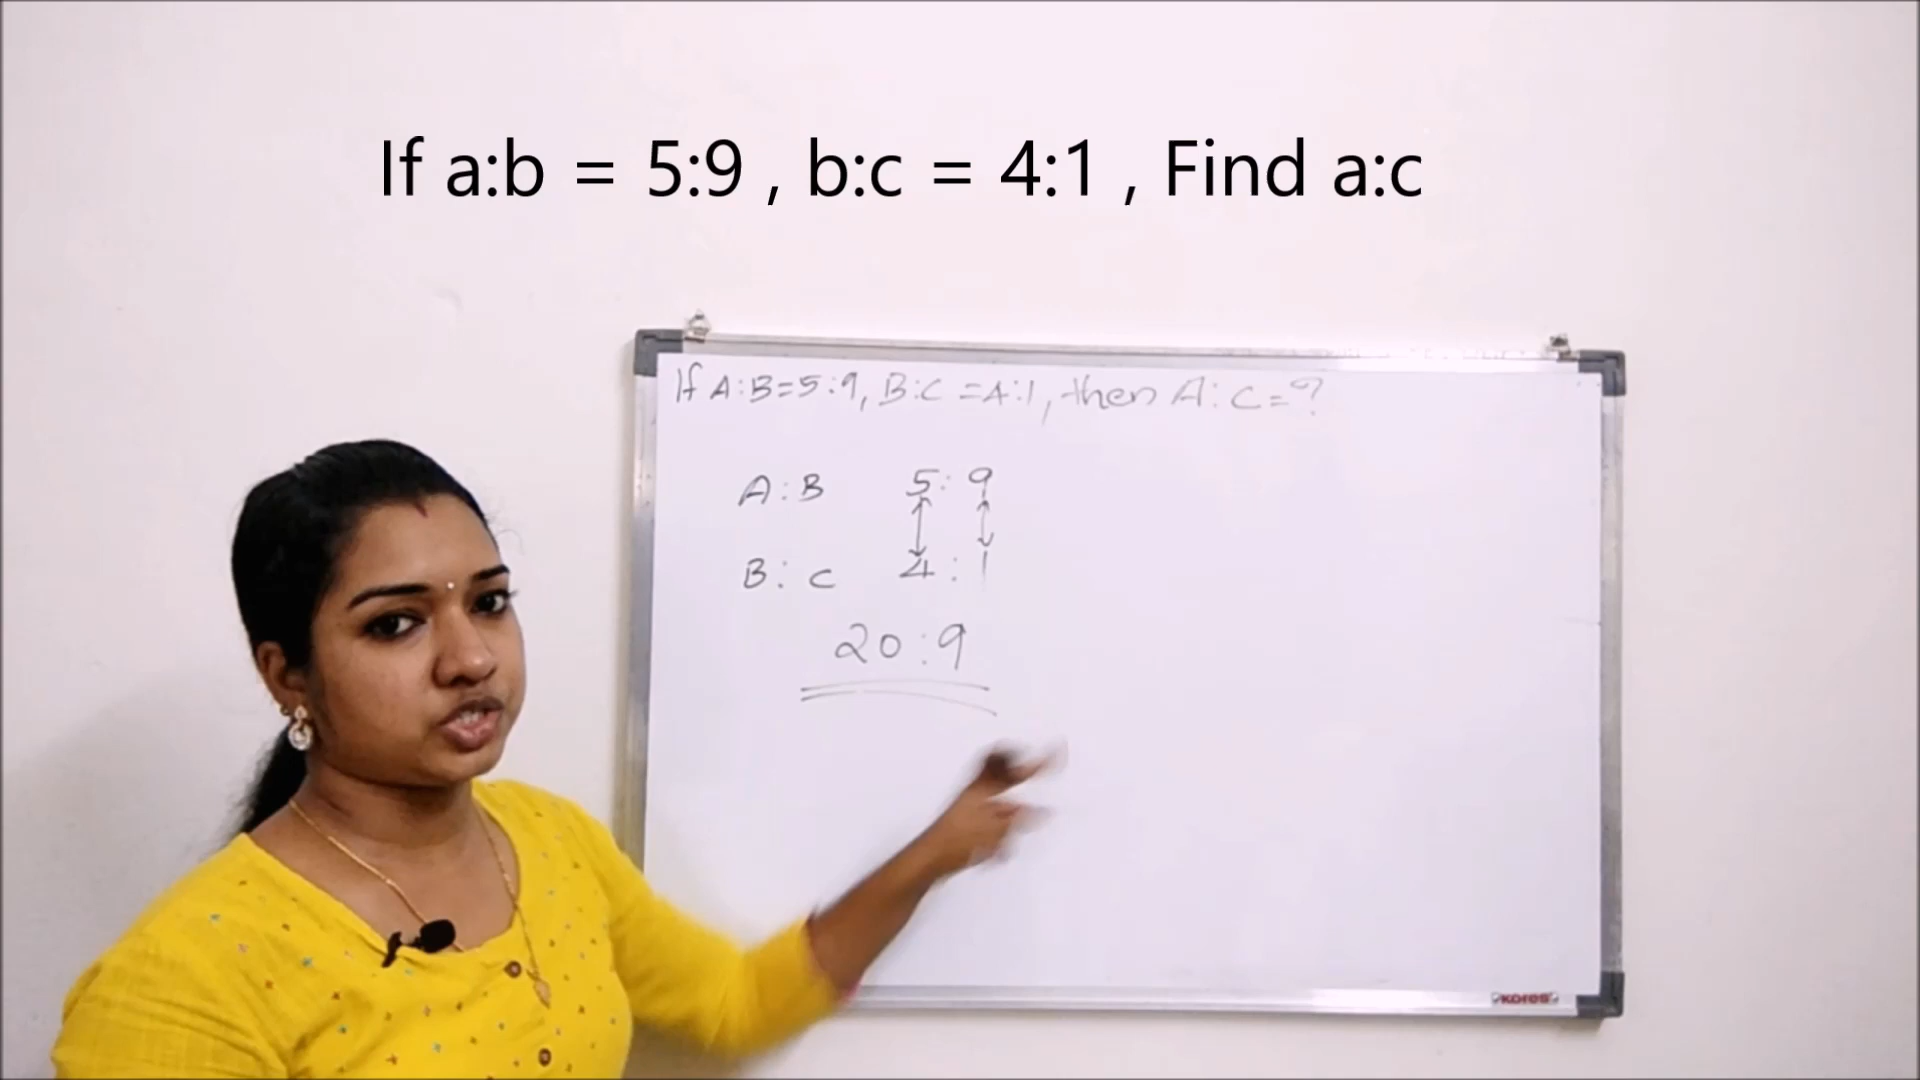 If a:b = 5:9 , b:c = 4:1 , Find a:c
If A:B=5:9, B:C=4:1, then A:C=?
A:B 5:9
B:C 4:1
20:9
KORES